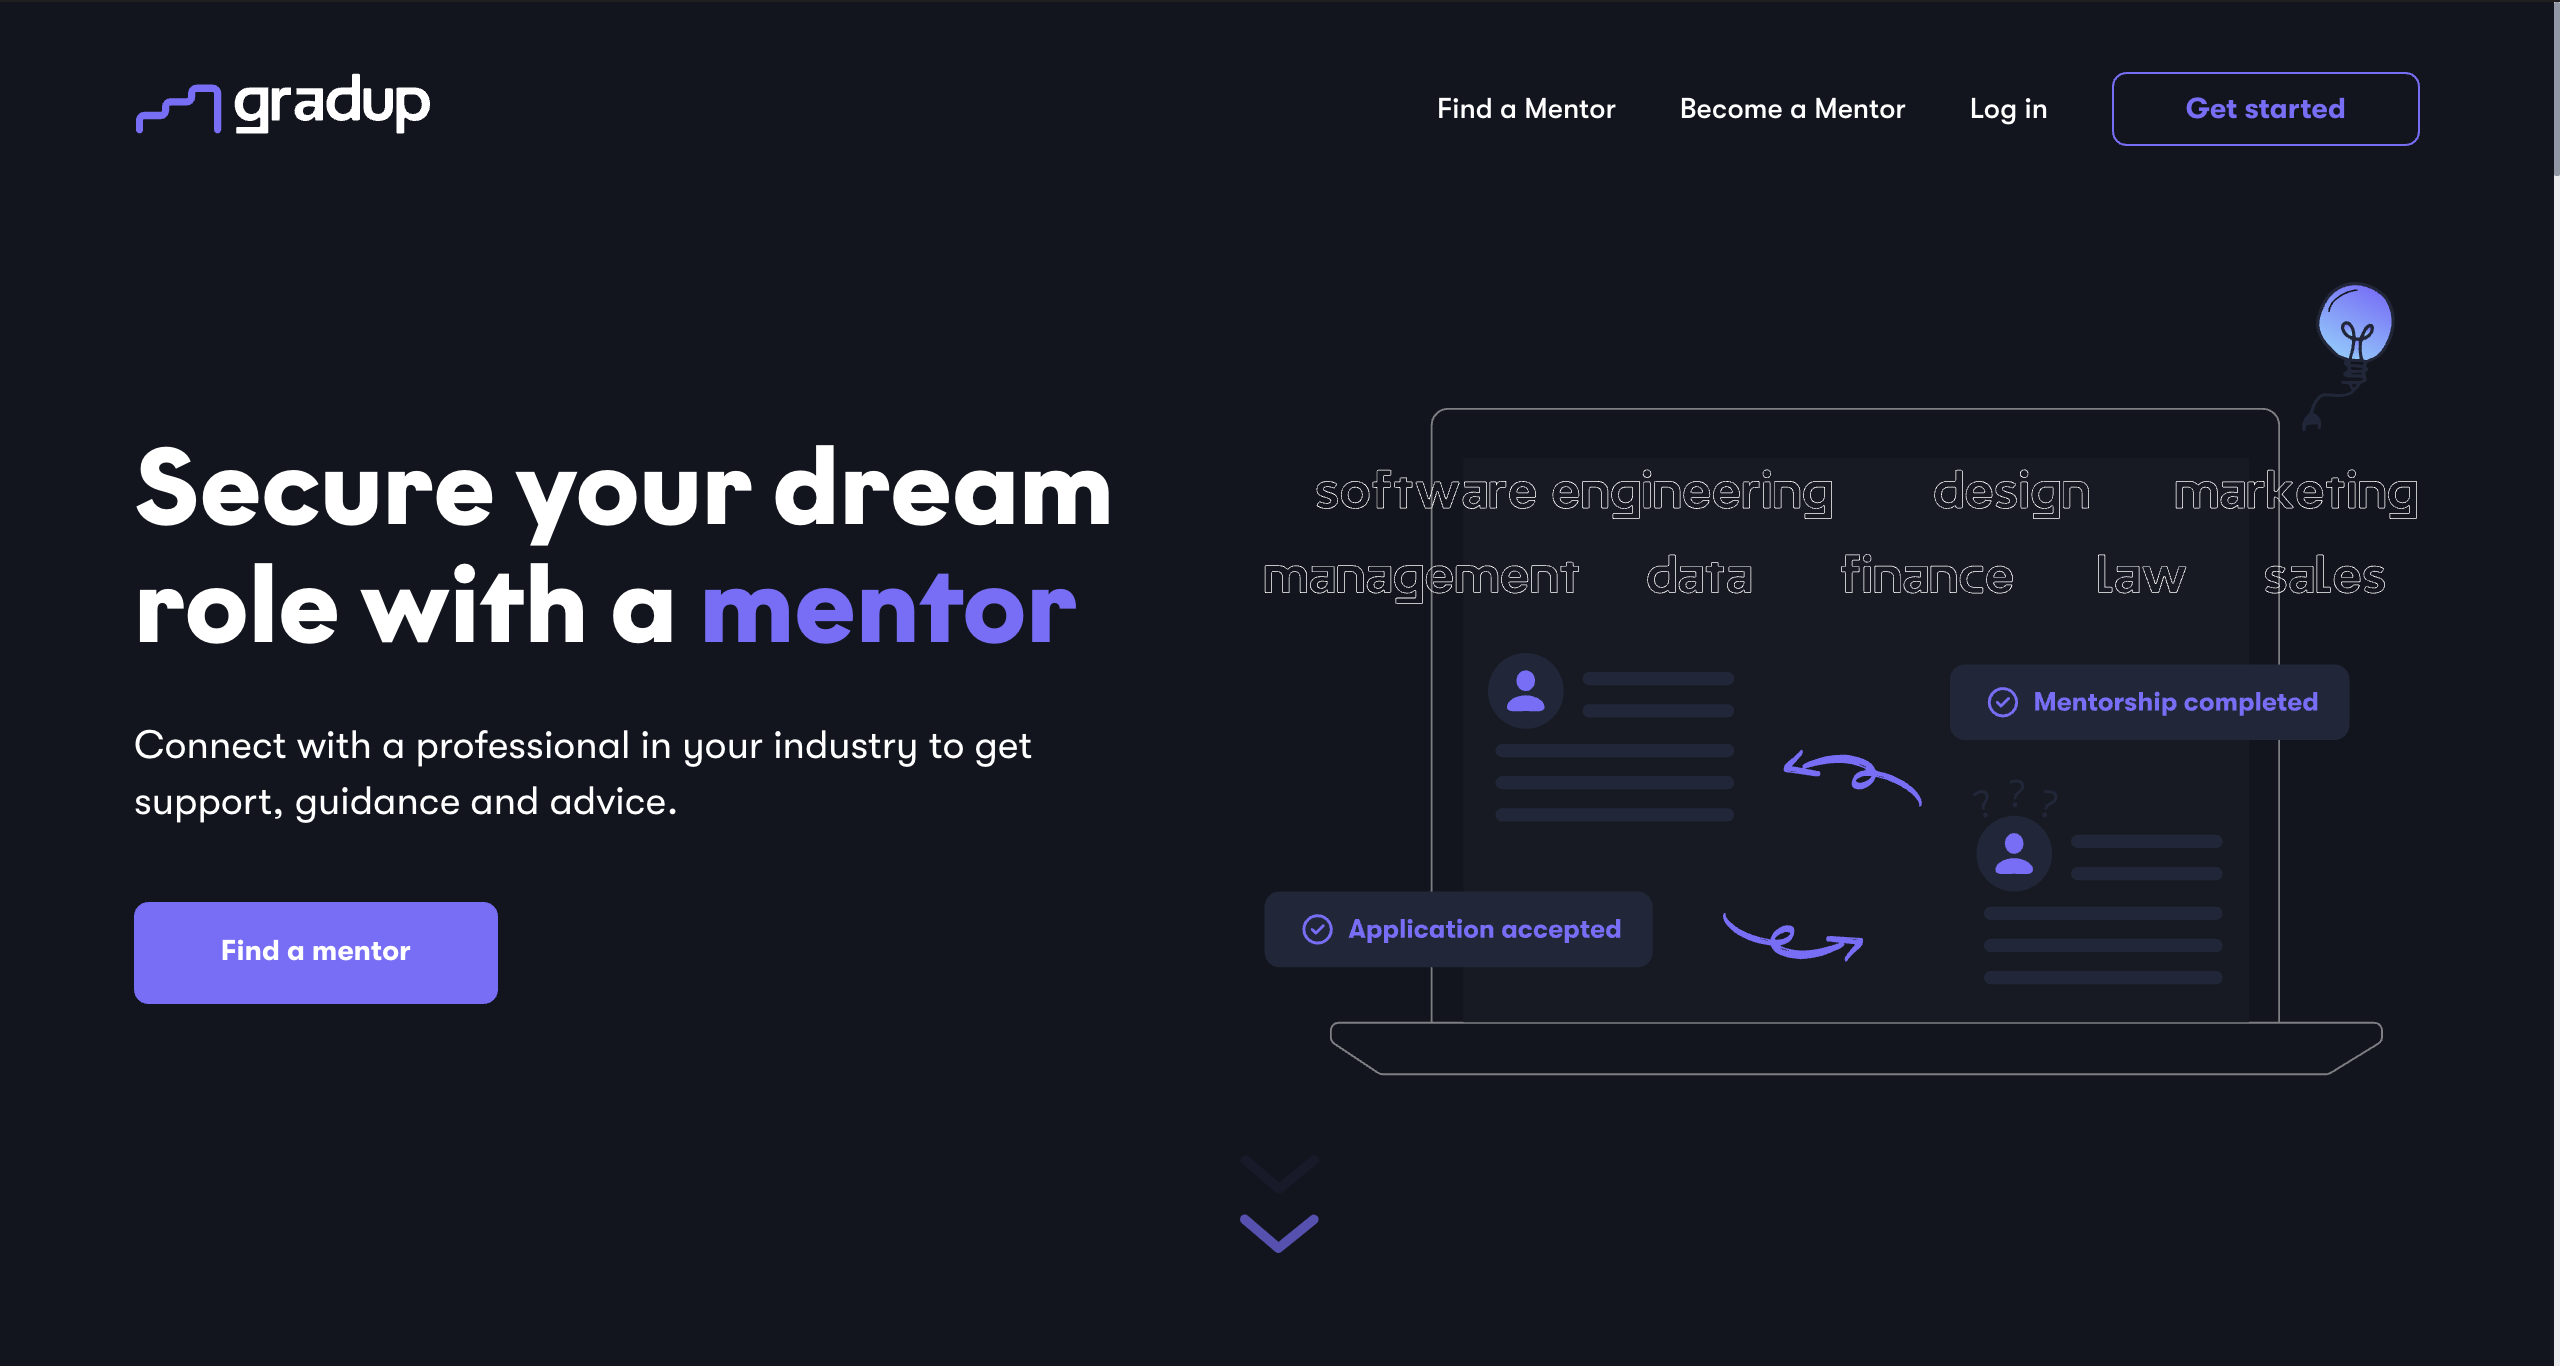 gradup
Find a Mentor
Become a Mentor
Log in
Get started
Secure your dream
role with a mentor
Connect with a professional in your industry to get
support, guidance and advice.
Find a mentor
software engineering
design
marketing
management
data
finance
law
sales
Mentorship completed
? ? ?
Application accepted